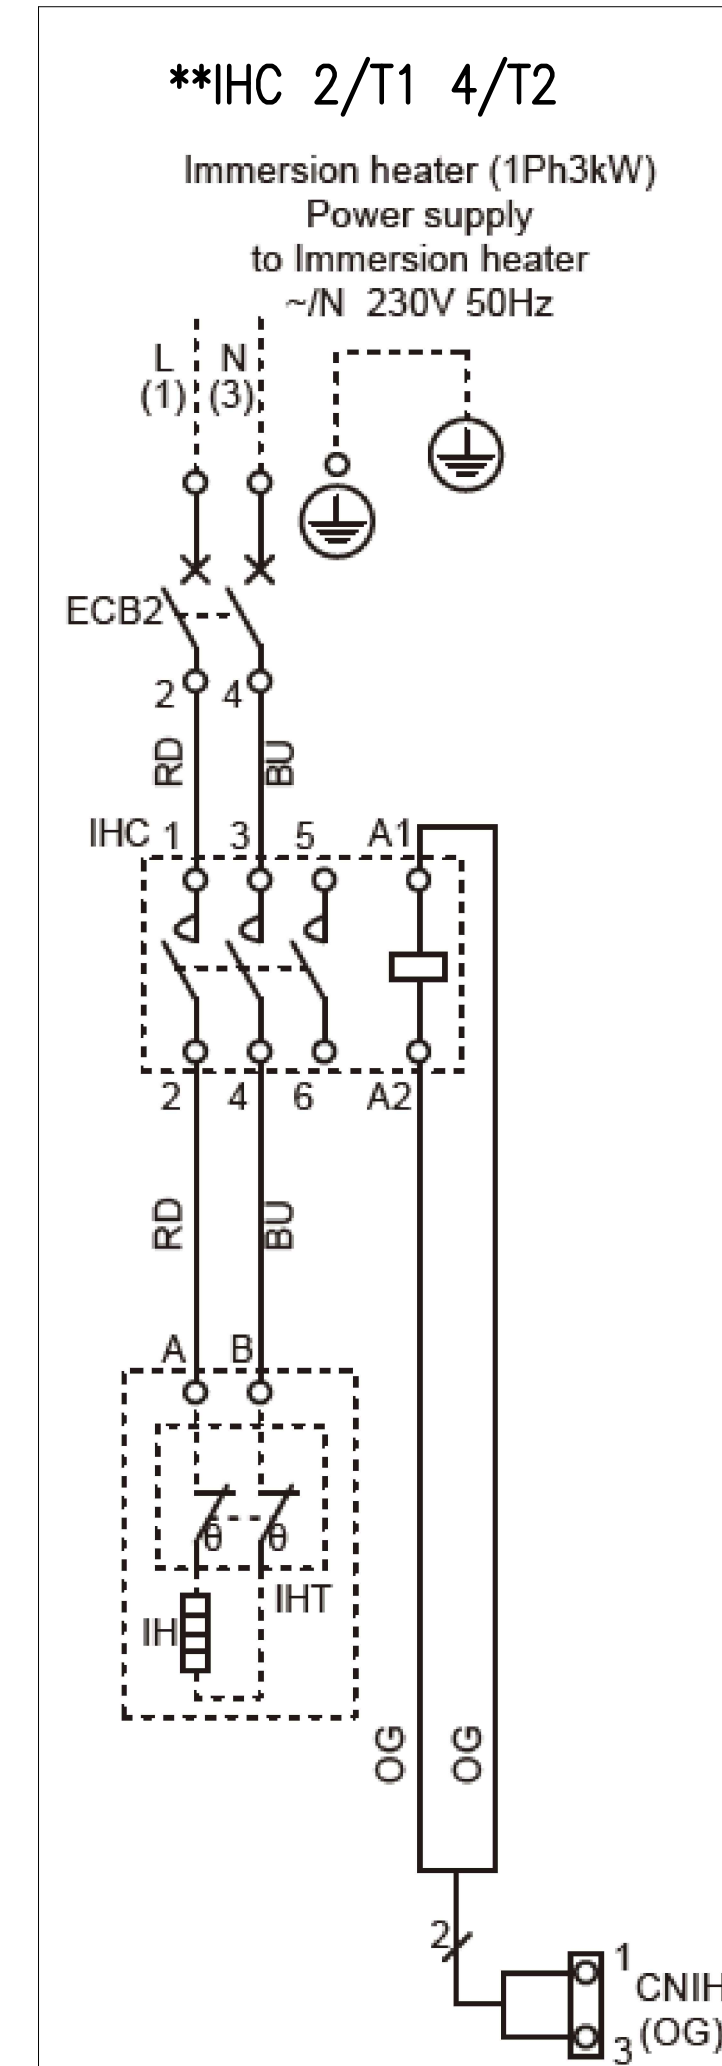 **IHC 2/T1 4/T2
Immersion heater (1Ph3kW)
Power supply
to Immersion heater
~/N 230V 50Hz
L N
(1) (3)
ECB2
2 4
RD BU
IHC 1 3 5 A1
2 4 6 A2
RD BU
A B
θ θ
IHT
IH
OG OG
2
1
CNIH
(OG)
3